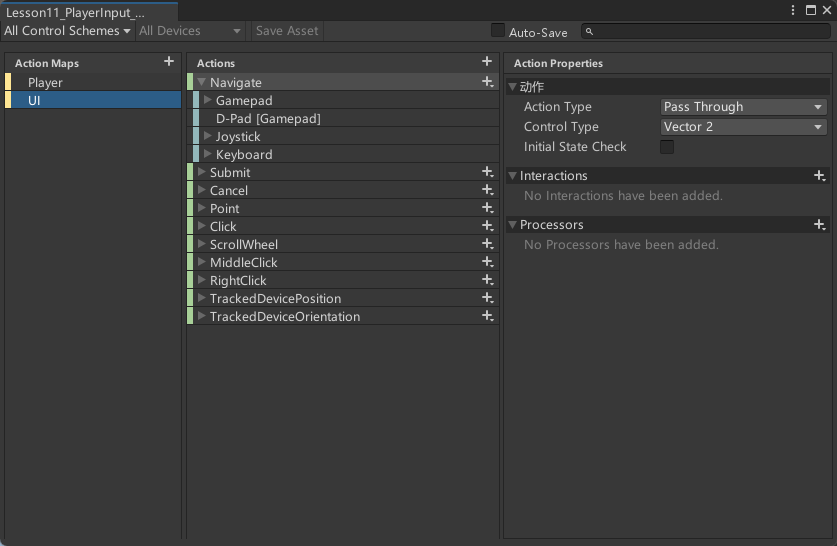 Lesson11_PlayerInput_...
All Control Schemes All Devices Save Asset Auto-Save
Action Maps
Player
UI
Actions
Navigate
Gamepad
D-Pad [Gamepad]
Joystick
Keyboard
Submit
Cancel
Point
Click
ScrollWheel
MiddleClick
RightClick
TrackedDevicePosition
TrackedDeviceOrientation
Action Properties
动作
Action Type Pass Through
Control Type Vector 2
Initial State Check
Interactions
No Interactions have been added.
Processors
No Processors have been added.